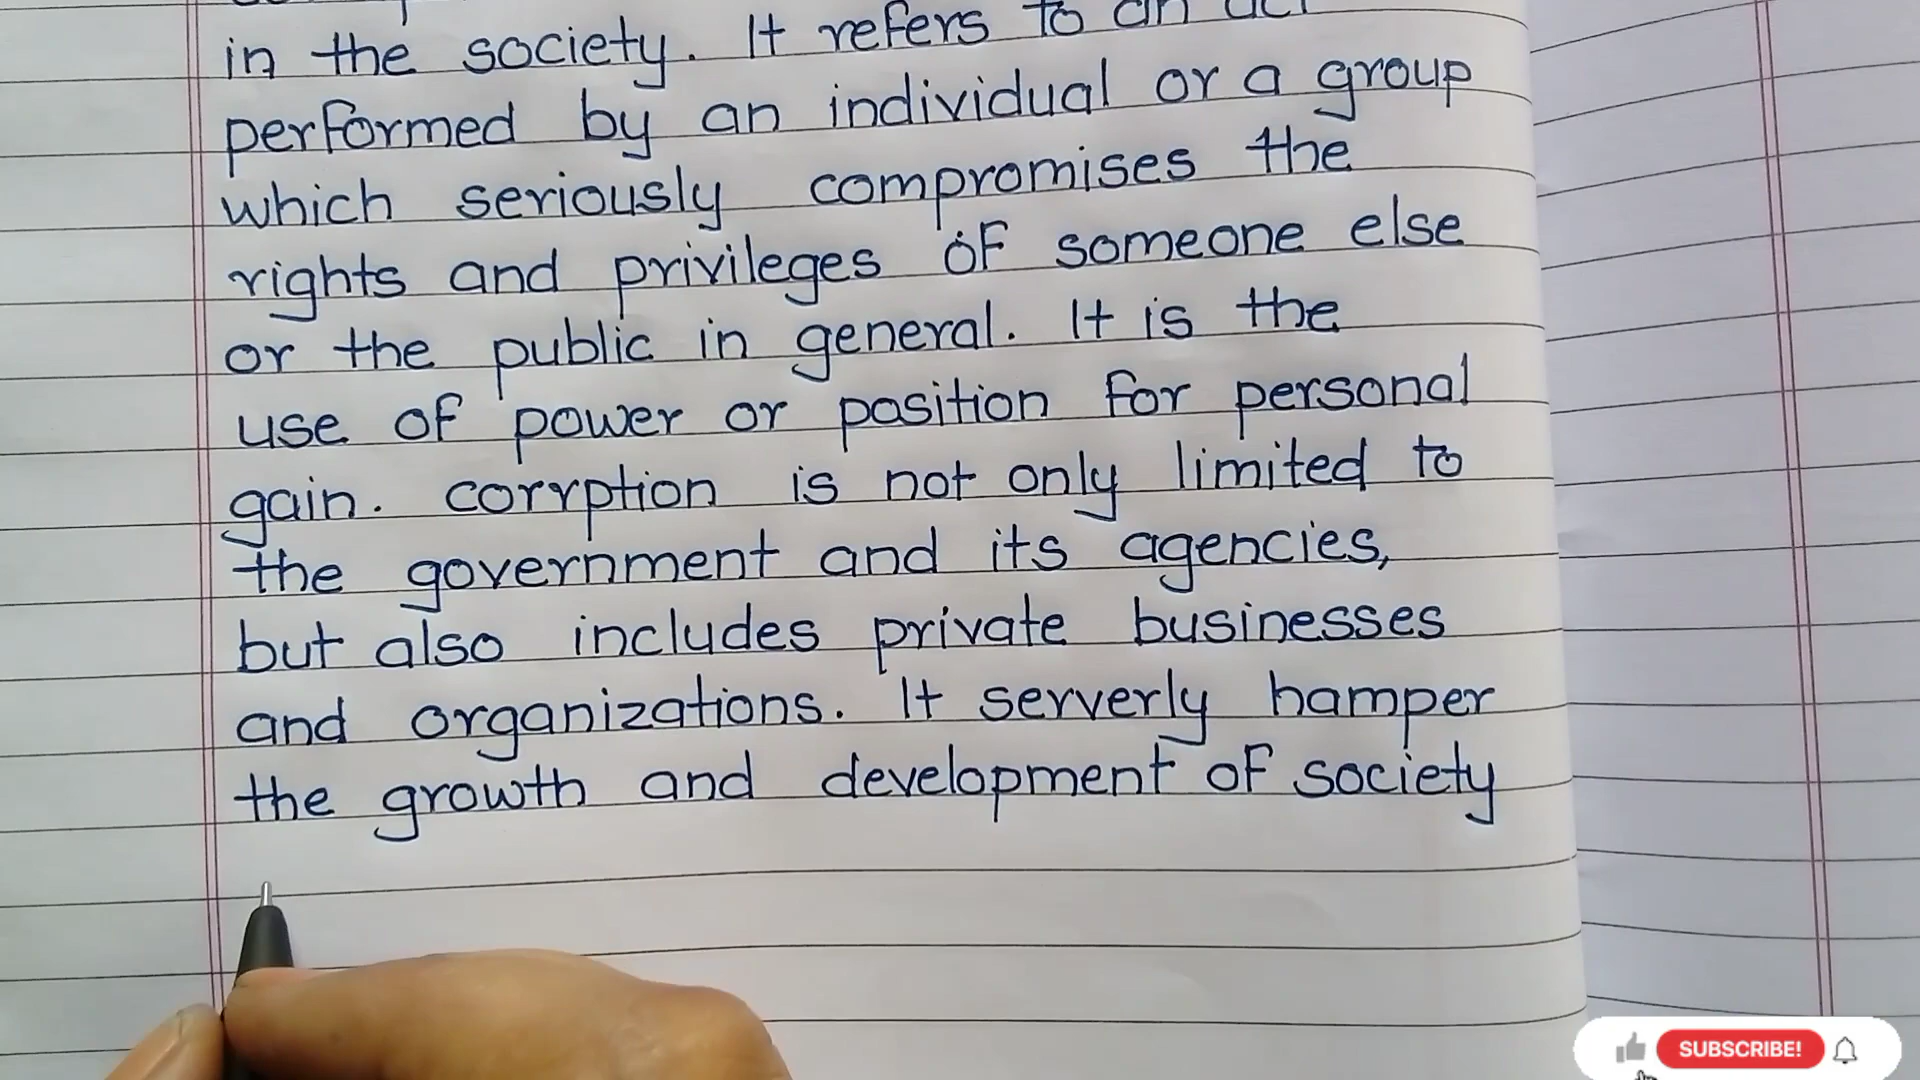 in the society. It refers to an act
performed by an individual or a group
which seriously compromises the
rights and privileges of someone else
or the public in general. It is the
use of power or position for personal
gain. corrption is not only limited to
the government and its agencies,
but also includes private businesses
and organizations. It serverly hamper
the growth and development of society
SUBSCRIBE!